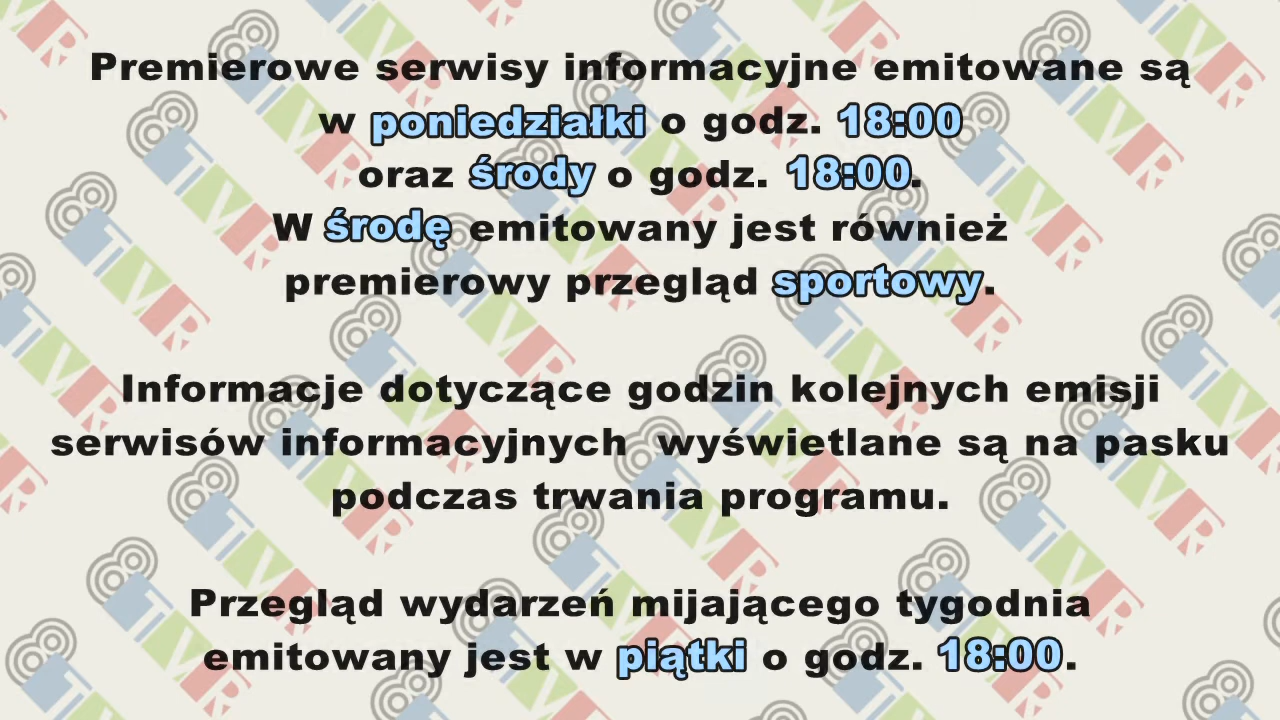 Premierowe serwisy informacyjne emitowane są
w poniedziałki o godz. 18:00
oraz środy o godz. 18:00.
W środę emitowany jest również
premierowy przegląd sportowy.
Informacje dotyczące godzin kolejnych emisji
serwisów informacyjnych wyświetlane są na pasku
podczas trwania programu.
Przegląd wydarzeń mijającego tygodnia
emitowany jest w piątki o godz. 18:00.